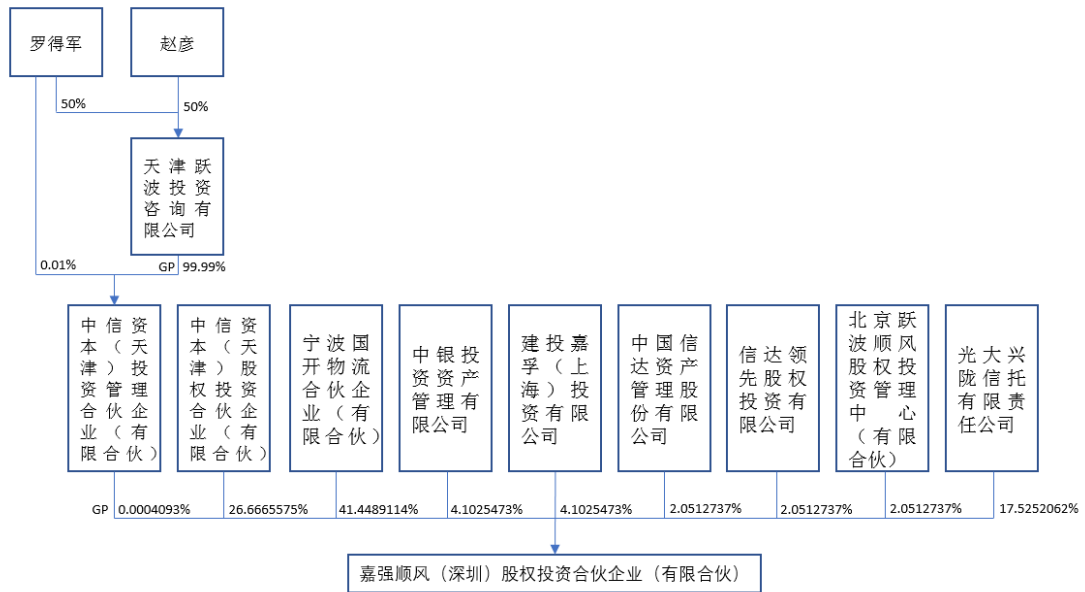 罗得军
赵彦
50%
50%
天津跃
波投资
咨询有
限公司
0.01%
GP
99.99%
中信资
本（天
津）投
资管理
合伙企
业（有
限合伙）
中信资
本（天
津）股
权投资
合伙企
业（有
限合伙）
宁波国
开物流
合伙企
业（有
限合伙）
中银投
资资产
管理有
限公司
建投嘉
孚（上
海）投
资有限
公司
中国信
达资产
管理股
份有限
公司
信达领
先股权
投资有
限公司
北京跃
波顺风
股权投
资管理
中心
（有限
合伙）
光大兴
陇信托
有限责
任公司
GP
0.0004093%
26.6665575%
41.4489114%
4.1025473%
4.1025473%
2.0512737%
2.0512737%
2.0512737%
17.5252062%
嘉强顺风（深圳）股权投资合伙企业（有限合伙）